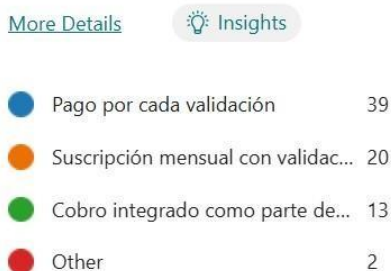 More Details Insights
Pago por cada validación 39
Suscripción mensual con validac... 20
Cobro integrado como parte de... 13
Other 2